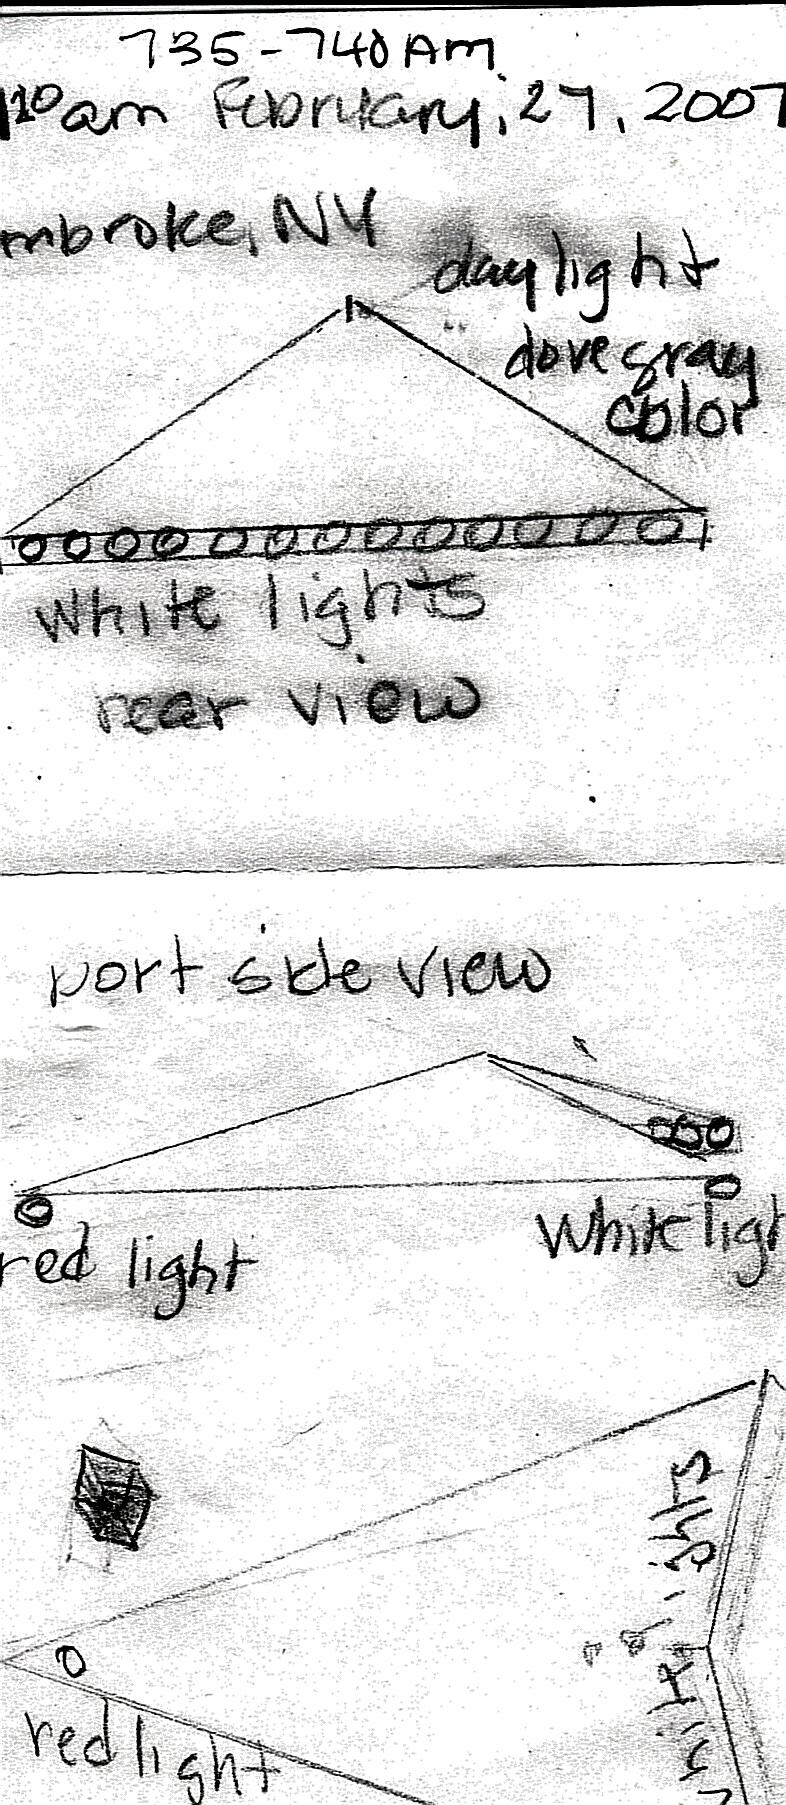 735-740 AM
10 am February, 27, 2007
mbroke, NY
daylight
dove gray
color
white lights
rear view
port side view
red light
white ligh
red light
white lights